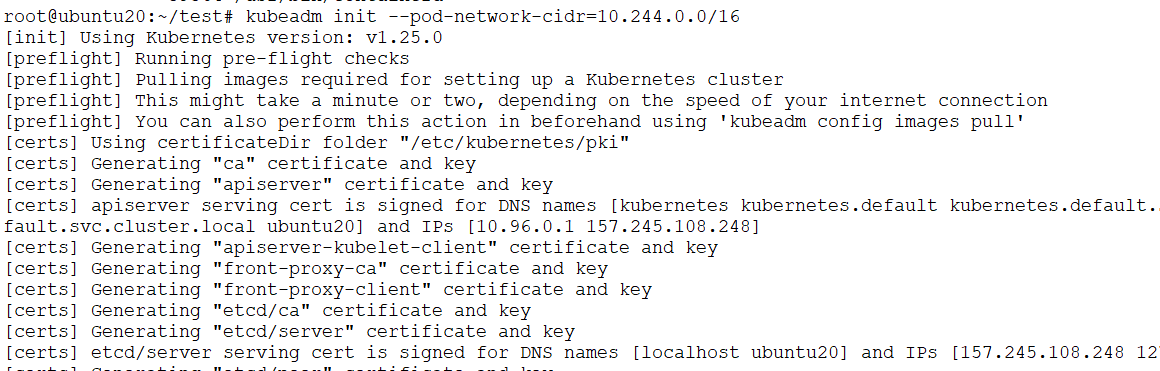 root@ubuntu20:~/test# kubeadm init --pod-network-cidr=10.244.0.0/16
[init] Using Kubernetes version: v1.25.0
[preflight] Running pre-flight checks
[preflight] Pulling images required for setting up a Kubernetes cluster
[preflight] This might take a minute or two, depending on the speed of your internet connection
[preflight] You can also perform this action in beforehand using 'kubeadm config images pull'
[certs] Using certificateDir folder "/etc/kubernetes/pki"
[certs] Generating "ca" certificate and key
[certs] Generating "apiserver" certificate and key
[certs] apiserver serving cert is signed for DNS names [kubernetes kubernetes.default kubernetes.default.
fault.svc.cluster.local ubuntu20] and IPs [10.96.0.1 157.245.108.248]
[certs] Generating "apiserver-kubelet-client" certificate and key
[certs] Generating "front-proxy-ca" certificate and key
[certs] Generating "front-proxy-client" certificate and key
[certs] Generating "etcd/ca" certificate and key
[certs] Generating "etcd/server" certificate and key
[certs] etcd/server serving cert is signed for DNS names [localhost ubuntu20] and IPs [157.245.108.248 12